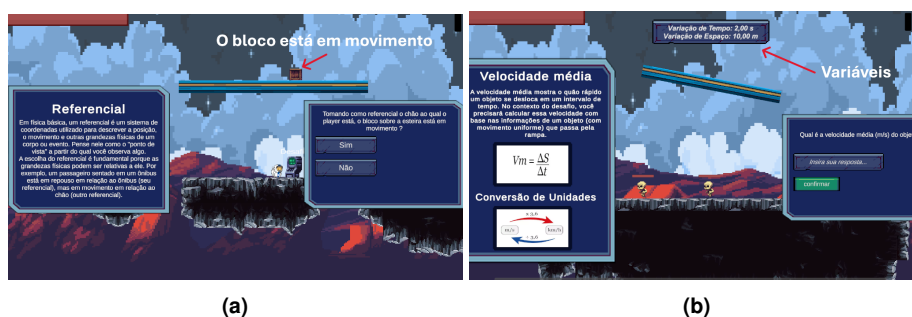 O bloco está em movimento
Referencial
Em física básica, um referencial é um sistema de
coordenadas utilizado para descrever a posição,
o movimento e outras grandezas físicas de um
corpo ou evento. Pense nele como o "ponto de
vista" a partir do qual você observa algo.
A escolha do referencial é fundamental porque as
grandezas físicas podem ser relativas a ele. Por
exemplo, um passageiro sentado em um ônibus
está em repouso em relação ao ônibus (seu
referencial), mas em movimento em relação ao
chão (outro referencial).
Tomando como referencial o chão ao qual o
player está, o bloco sobre a esteira está em
movimento ?
Sim
Não
(a)
Variação de Tempo: 2,00 s
Variação de Espaço: 10,00 m
Variáveis
Velocidade média
A velocidade média mostra o quão rápido
um objeto se desloca em um intervalo de
tempo. No contexto do desafio, você
precisará calcular essa velocidade com
base nas informações de um objeto (com
movimento uniforme) que passa pela
rampa.
Vm = ΔS
Δt
Conversão de Unidades
x 3,6
m/s
km/h
÷ 3,6
Qual é a velocidade média (m/s) do obje
Insira sua resposta...
confirmar
(b)